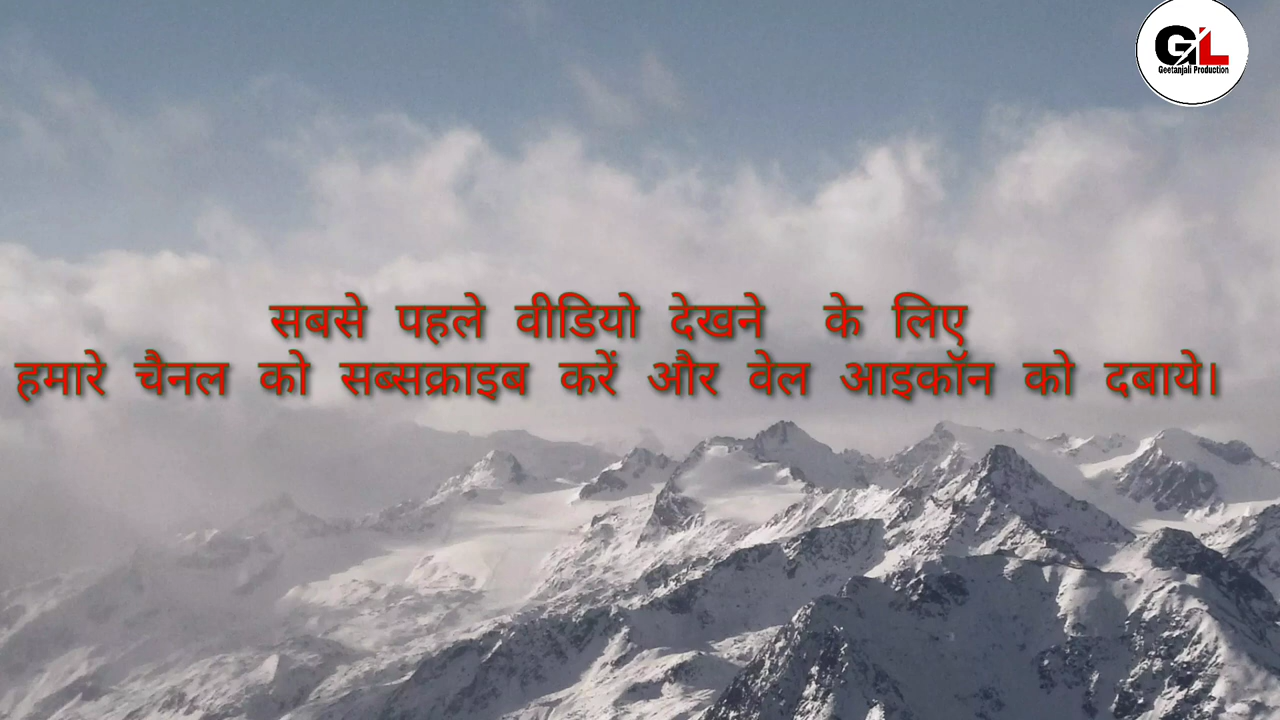 GL
Geetanjali Production
सबसे पहले वीडियो देखने के लिए
हमारे चैनल को सब्सक्राइब करें और वेल आइकॉन को दबाये।